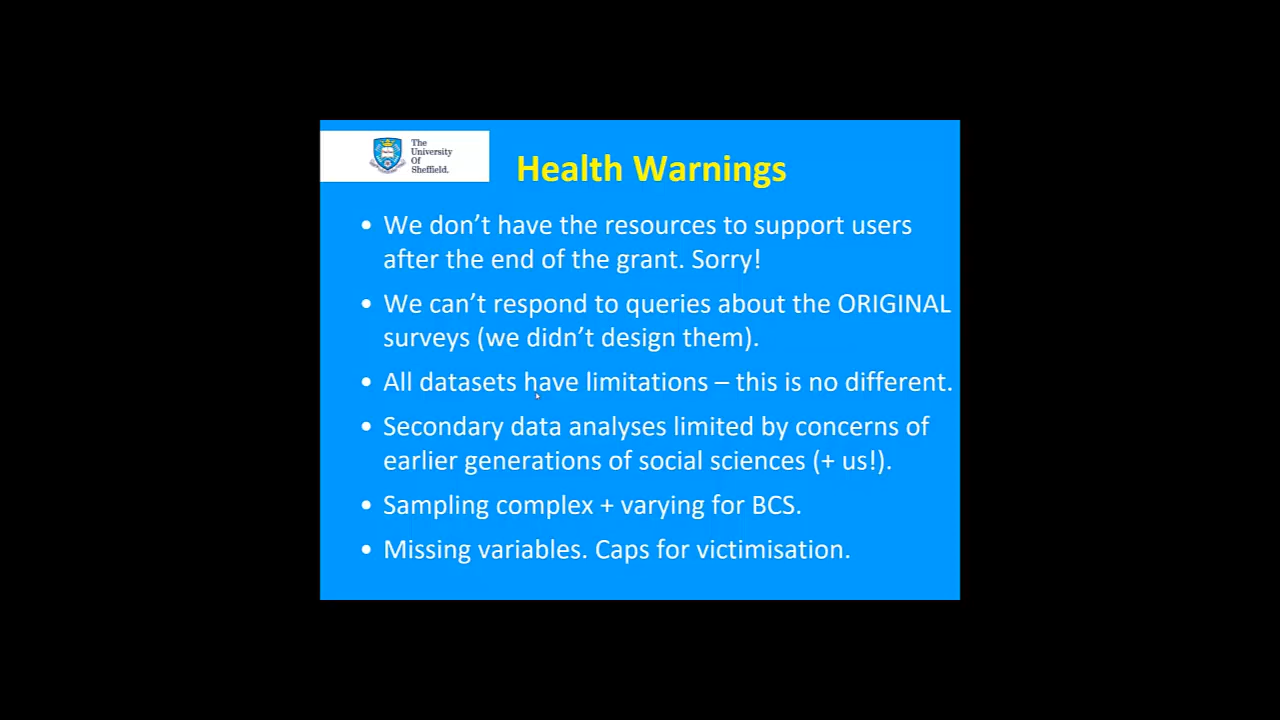 The
University
Of
Sheffield.
Health Warnings
• We don’t have the resources to support users
after the end of the grant. Sorry!
• We can’t respond to queries about the ORIGINAL
surveys (we didn’t design them).
• All datasets have limitations – this is no different.
• Secondary data analyses limited by concerns of
earlier generations of social sciences (+ us!).
• Sampling complex + varying for BCS.
• Missing variables. Caps for victimisation.